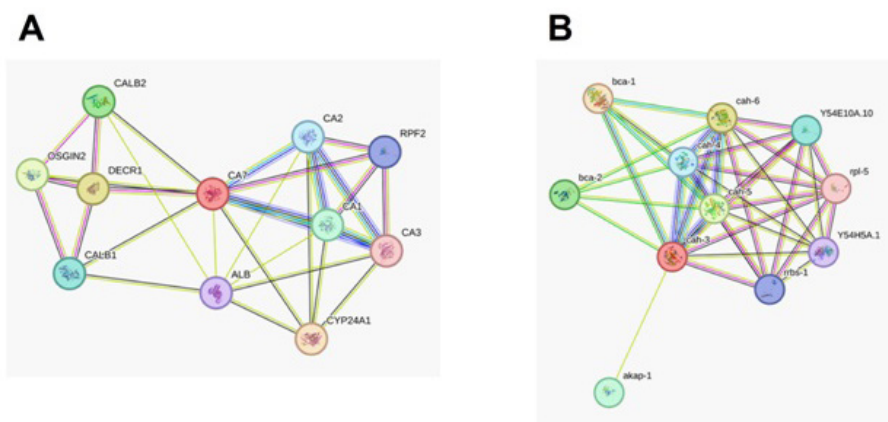 A
B
CALB2
OSGIN2
DECR1
CALB1
CA7
CA2
RPF2
CA1
CA3
ALB
CYP24A1
bca-1
cah-6
Y54E10A.10
cah-4
rpl-5
bca-2
cah-5
cah-3
Y54H5A.1
rrbs-1
akap-1